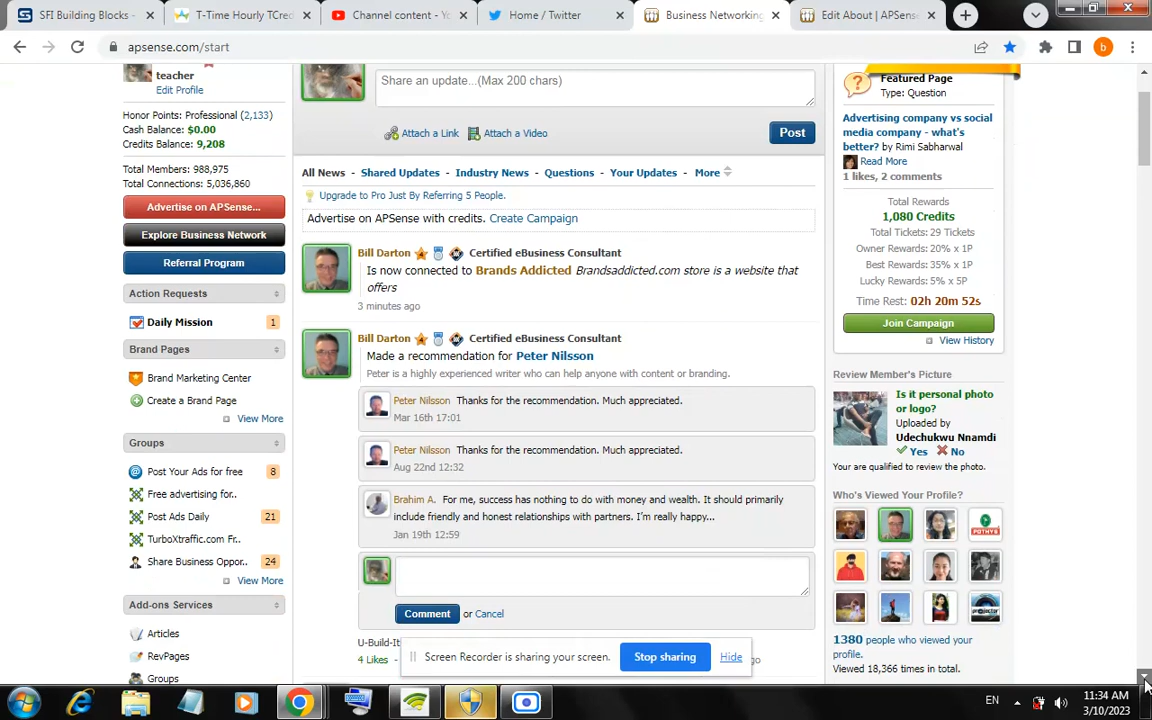 SFI Building Blocks -
T-Time Hourly TCred
Channel content - Yo
Home / Twitter
Business Networking
Edit About | APSense
apsense.com/start
b
teacher
Edit Profile
Honor Points: Professional (2,133)
Cash Balance: $0.00
Credits Balance: 9,208
Total Members: 988,975
Total Connections: 5,036,860
Advertise on APSense...
Explore Business Network
Referral Program
Action Requests
Daily Mission 1
Brand Pages
Brand Marketing Center
Create a Brand Page
View More
Groups
Post Your Ads for free 8
Free advertising for..
Post Ads Daily 21
TurboXtraffic.com Fr..
Share Business Oppor.. 24
View More
Add-ons Services
Articles
RevPages
Groups
Share an update...(Max 200 chars)
Attach a Link Attach a Video Post
All News - Shared Updates - Industry News - Questions - Your Updates - More
Upgrade to Pro Just By Referring 5 People.
Advertise on APSense with credits. Create Campaign
Bill Darton Certified eBusiness Consultant
Is now connected to Brands Addicted Brandsaddicted.com store is a website that
offers
3 minutes ago
Bill Darton Certified eBusiness Consultant
Made a recommendation for Peter Nilsson
Peter is a highly experienced writer who can help anyone with content or branding.
Peter Nilsson Thanks for the recommendation. Much appreciated.
Mar 16th 17:01
Peter Nilsson Thanks for the recommendation. Much appreciated.
Aug 22nd 12:32
Brahim A. For me, success has nothing to do with money and wealth. It should primarily
include friendly and honest relationships with partners. I'm really happy...
Jan 19th 12:59
Comment or Cancel
U-Build-It
4 Likes - go
Screen Recorder is sharing your screen. Stop sharing Hide
Featured Page
Type: Question
Advertising company vs social
media company - what's
better? by Rimi Sabharwal
Read More
1 likes, 2 comments
Total Rewards
1,080 Credits
Total Tickets: 29 Tickets
Owner Rewards: 20% x 1P
Best Rewards: 35% x 1P
Lucky Rewards: 5% x 5P
Time Rest: 02h 20m 52s
Join Campaign
View History
Review Member's Picture
Is it personal photo
or logo?
Uploaded by
Udechukwu Nnamdi
Yes No
Your are qualified to review the photo.
Who's Viewed Your Profile?
1380 people who viewed your
profile.
Viewed 18,366 times in total.
EN
11:34 AM
3/10/2023